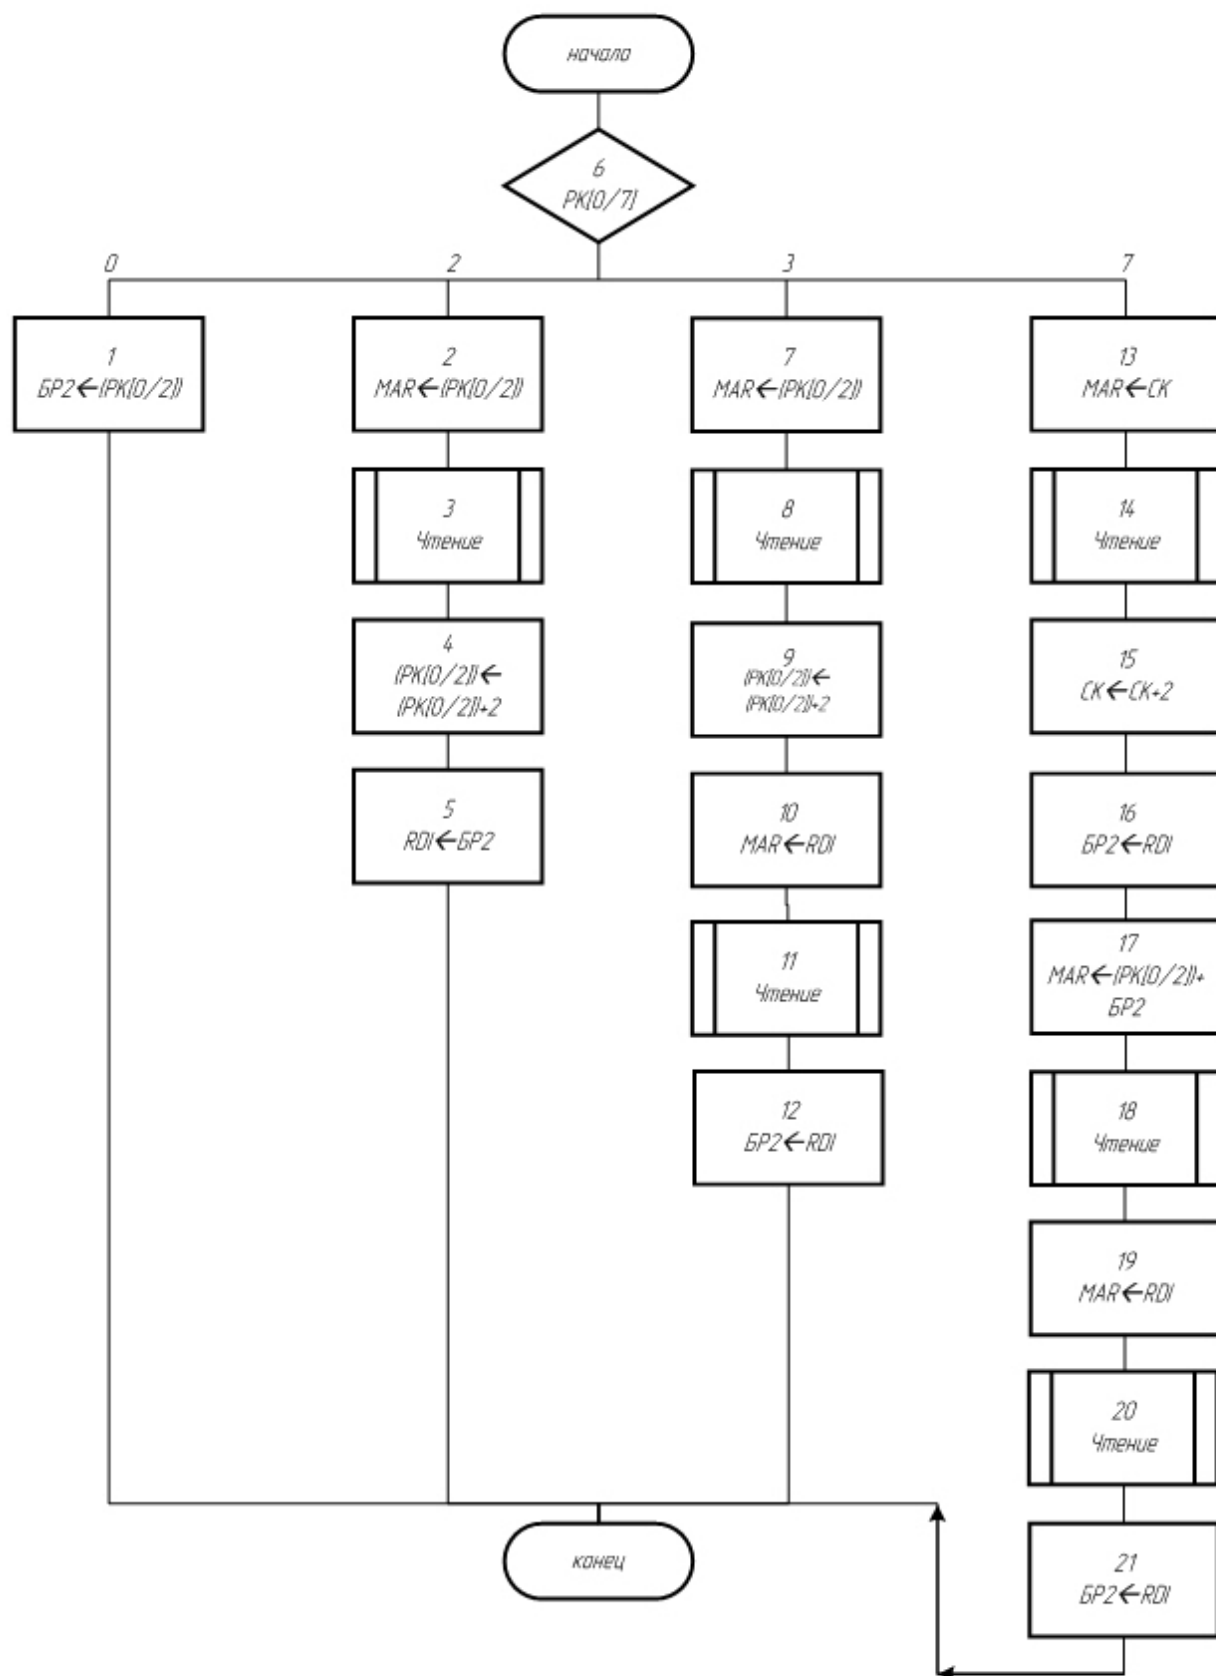 начало
6
РК[0/7]
0
2
3
7
1
БР2←(РК[0/2])
2
MAR←(РК[0/2])
3
Чтение
4
(РК[0/2])←
(РК[0/2])+2
5
RDI←БР2
7
MAR←(РК[0/2])
8
Чтение
9
(РК[0/2])←
(РК[0/2])+2
10
MAR←RDI
11
Чтение
12
БР2←RDI
13
MAR←СК
14
Чтение
15
СК←СК+2
16
БР2←RDI
17
MAR←(РК[0/2])+
БР2
18
Чтение
19
MAR←RDI
20
Чтение
21
БР2←RDI
конец